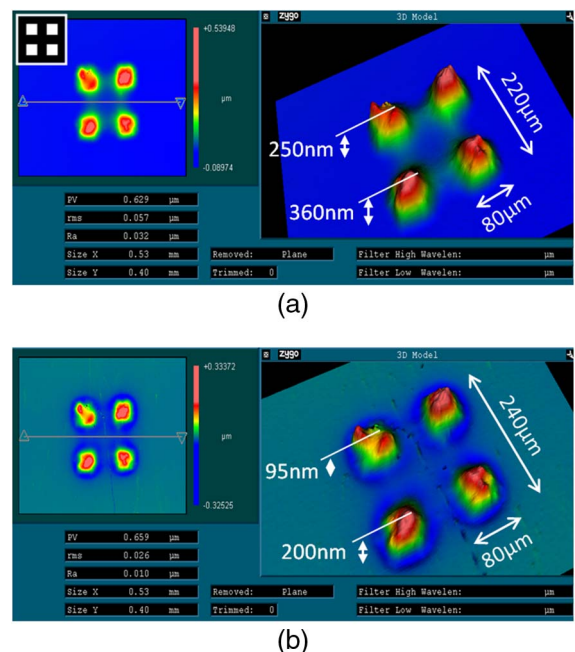 zygo 3D Model
+0.53948
μm
-0.08974
220μm
250nm
360nm
80μm
PV 0.629 μm
rms 0.057 μm
Ra 0.032 μm
Size X 0.53 mm
Size Y 0.40 mm
Removed: Plane
Trimmed: 0
Filter High Wavelen: μm
Filter Low Wavelen: μm
(a)
zygo 3D Model
+0.33372
μm
-0.32525
240μm
95nm
200nm
80μm
PV 0.659 μm
rms 0.026 μm
Ra 0.010 μm
Size X 0.53 mm
Size Y 0.40 mm
Removed: Plane
Trimmed: 0
Filter High Wavelen: μm
Filter Low Wavelen: μm
(b)